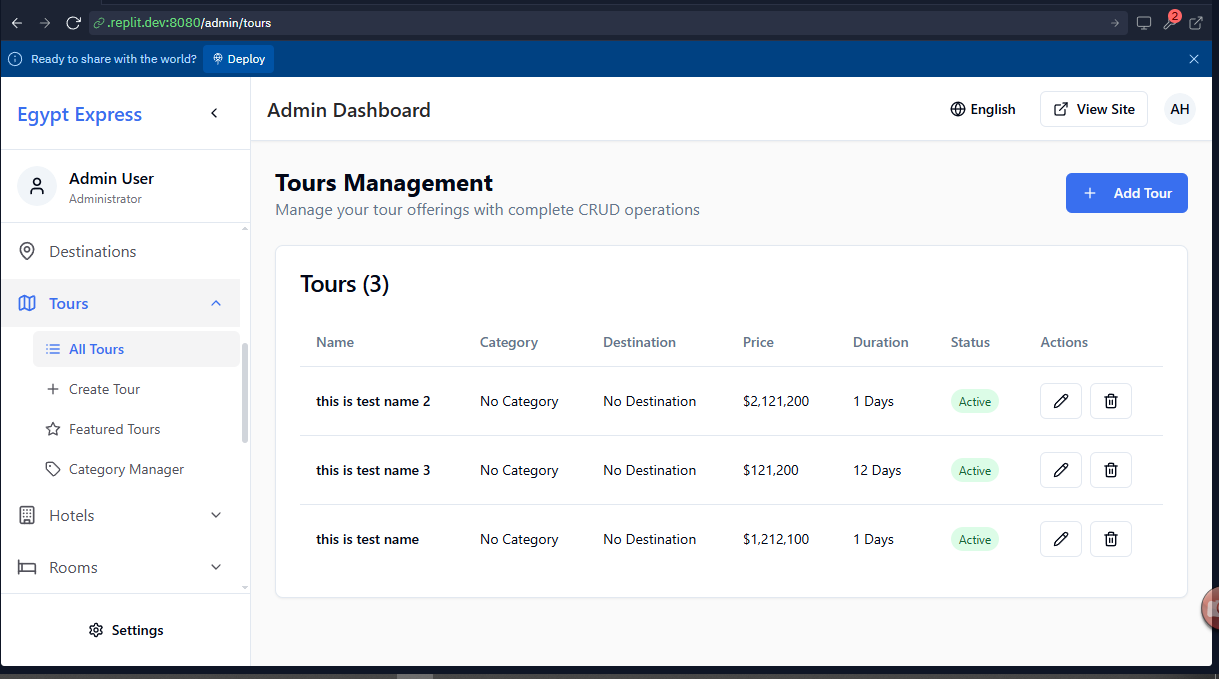 .replit.dev:8080/admin/tours
2
Ready to share with the world? Deploy
Egypt Express
Admin Dashboard
English
View Site
AH
Admin User
Administrator
Tours Management
Manage your tour offerings with complete CRUD operations
Add Tour
Destinations
Tours
All Tours
Create Tour
Featured Tours
Category Manager
Hotels
Rooms
Settings
Tours (3)
Name Category Destination Price Duration Status Actions
this is test name 2 No Category No Destination $2,121,200 1 Days Active
this is test name 3 No Category No Destination $121,200 12 Days Active
this is test name No Category No Destination $1,212,100 1 Days Active